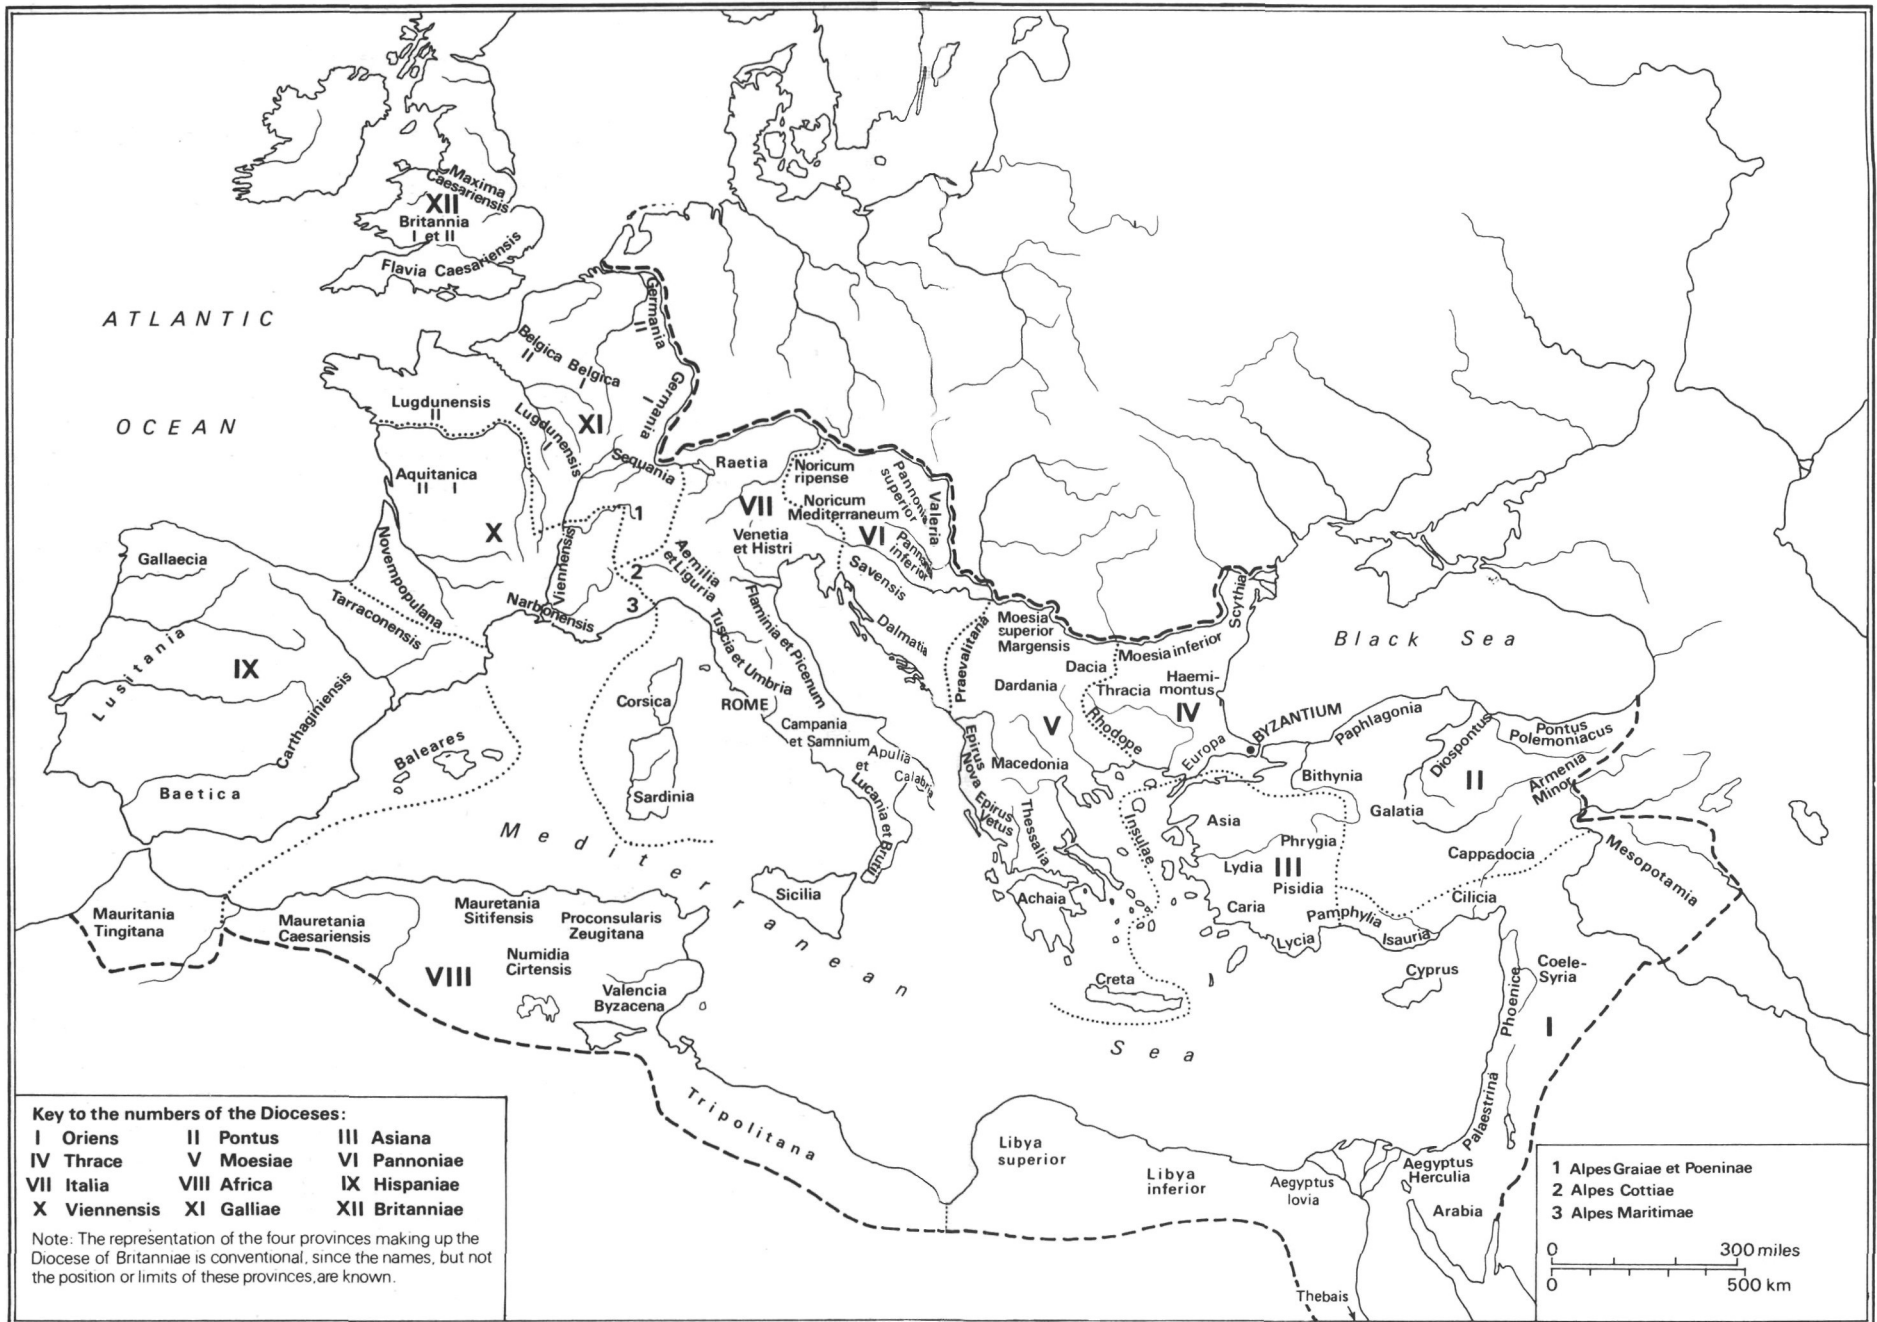 Maxima
Caesariensis
XII
Britannia
I et II
Flavia Caesariensis
ATLANTIC
OCEAN
Germania
II
Belgica
II
Belgica
I
Germania
I
Lugdunensis
II
Lugdunensis
I
XI
Sequania
Aquitanica
II I
X
1
2
3
Viennensis
Novempopulana
Narbonensis
Raetia
Noricum
ripense
Noricum
Mediterraneum
Pannonia
superior
Valeria
VII
VI
Venetia
et Histri
Pannonia
inferior
Savensis
Aemilia
et Liguria
Flaminia et Picenum
Tuscia et Umbria
Dalmatia
Gallaecia
Tarraconensis
Lusitania
IX
Carthaginiensis
Baetica
Baleares
Corsica
Sardinia
ROME
Campania
et Samnium
Apulia
et
Calabria
Lucania et Brutii
Sicilia
Praevalitana
Moesia
superior
Margensis
Dacia
Moesia inferior
Scythia
Dardania
Thracia
Haemi-
montus
V
IV
Rhodope
Europa
BYZANTIUM
Macedonia
Epirus
Nova
Epirus
Vetus
Thessalia
Achaia
Insulae
Creta
Black Sea
Paphlagonia
Bithynia
Diospontus
Pontus
Polemoniacus
II
Armenia
Minor
Galatia
Asia
Phrygia
Lydia
III
Pisidia
Caria
Lycia
Pamphylia
Isauria
Cappadocia
Cilicia
Mesopotamia
Cyprus
Coele-
Syria
Phoenice
I
Palaestrina
Mediterranean
Sea
Mauritania
Tingitana
Mauretania
Caesariensis
Mauretania
Sitifensis
Proconsularis
Zeugitana
Numidia
Cirtensis
VIII
Valencia
Byzacena
Tripolitana
Libya
superior
Libya
inferior
Aegyptus
Iovia
Aegyptus
Herculia
Arabia
Thebais
Key to the numbers of the Dioceses:
I Oriens II Pontus III Asiana
IV Thrace V Moesiae VI Pannoniae
VII Italia VIII Africa IX Hispaniae
X Viennensis XI Galliae XII Britanniae
Note: The representation of the four provinces making up the
Diocese of Britanniae is conventional, since the names, but not
the position or limits of these provinces, are known.
1 Alpes Graiae et Poeninae
2 Alpes Cottiae
3 Alpes Maritimae
0 300 miles
0 500 km